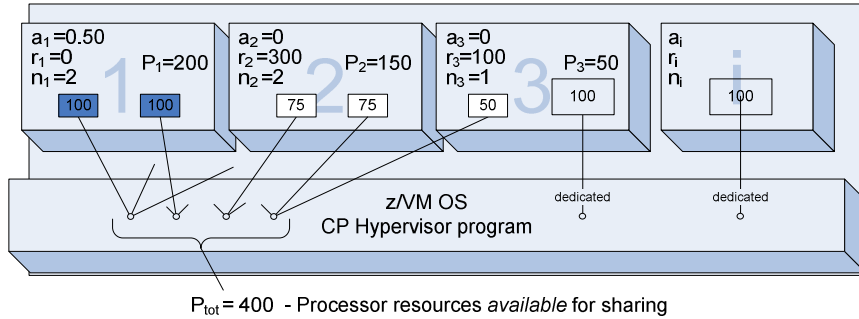 a1=0.50
r1=0
n1=2
P1=200
1
100
100
a2=0
r2=300
n2=2
P2=150
2
75
75
a3=0
r3=100
n3=1
P3=50
3
50
100
ai
ri
ni
i
100
z/VM OS
CP Hypervisor program
dedicated
dedicated
Ptot = 400 - Processor resources available for sharing